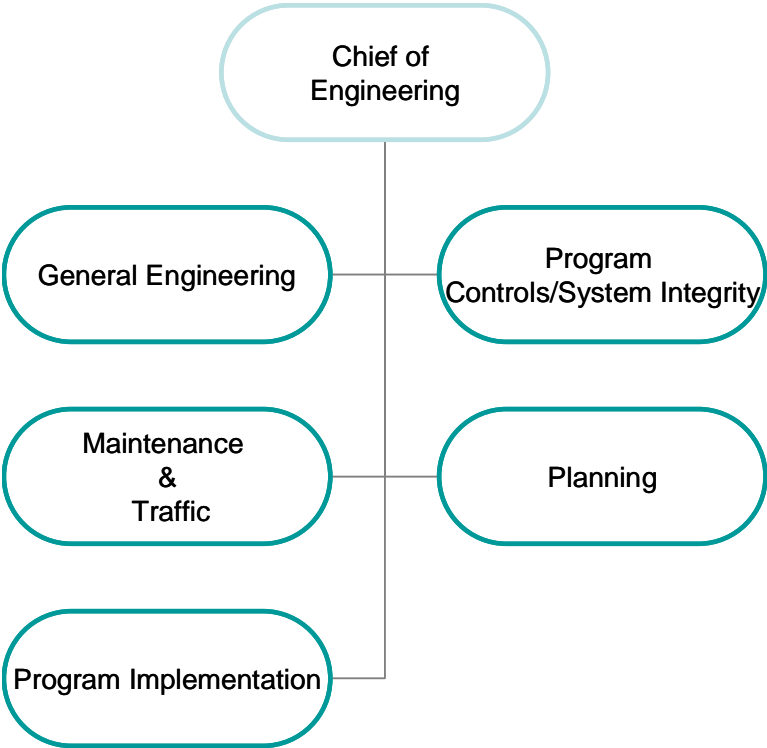 Chief of
Engineering
General Engineering
Program
Controls/System Integrity
Maintenance
&
Traffic
Planning
Program Implementation